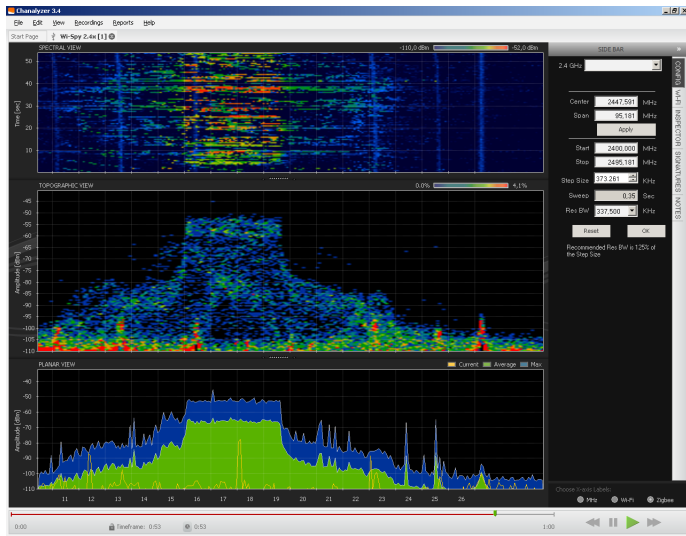 Chanalyzer 3.4
File Edit View Recordings Reports Help
Start Page Wi-Spy 2.4x [1]
SPECTRAL VIEW -110,0 dBm -52,0 dBm
50
40
30
20
10
Time [sec]
TOPOGRAPHIC VIEW 0.0% 4,1%
-45
-50
-55
-60
-65
-70
-75
-80
-85
-90
-95
-100
-105
-110
Amplitude [dBm]
PLANAR VIEW Current Average Max
-40
-50
-60
-70
-80
-90
-100
-110
Amplitude [dBm]
11 12 13 14 15 16 17 18 19 20 21 22 23 24 25 26
0:00 Timeframe: 0:53 0:53 1:00
SIDE BAR
2.4 GHz
Center 2447,591 MHz
Span 95,181 MHz
Apply
Start 2400,000 MHz
Stop 2495,181 MHz
Step Size 373.261 KHz
Sweep 0,35 Sec
Res BW 337,500 KHz
Reset OK
Recommended Res BW is 125% of
the Step Size
CONFIG WI-FI INSPECTOR SIGNATURES NOTES
Choose X-axis Labels:
MHz Wi-Fi Zigbee